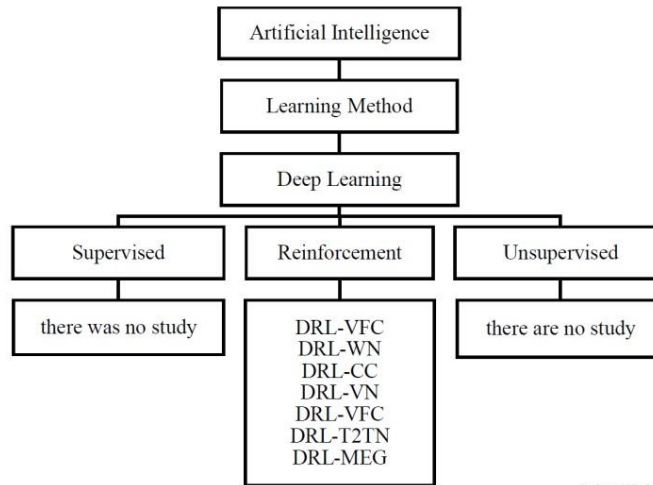 Artificial Intelligence
Learning Method
Deep Learning
Supervised
Reinforcement
Unsupervised
there was no study
DRL-VFC
DRL-WN
DRL-CC
DRL-VN
DRL-VFC
DRL-T2TN
DRL-MEG
there are no study